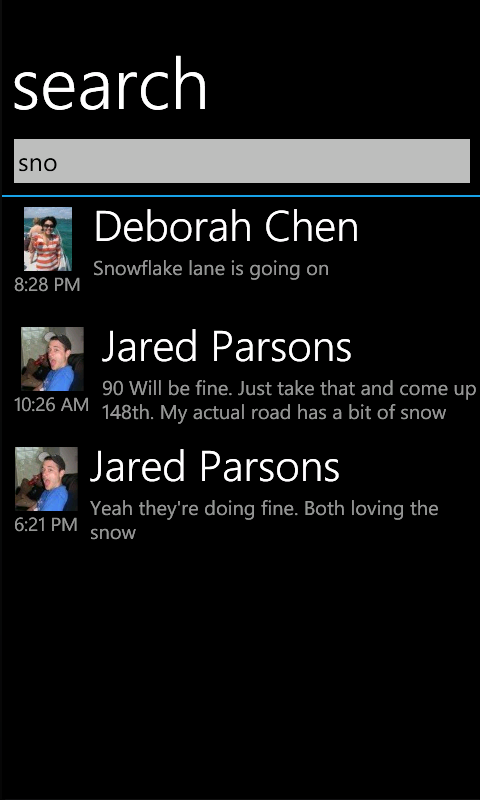 search
sno
Deborah Chen
Snowflake lane is going on
8:28 PM
Jared Parsons
90 Will be fine. Just take that and come up
148th. My actual road has a bit of snow
10:26 AM
Jared Parsons
Yeah they're doing fine. Both loving the
snow
6:21 PM